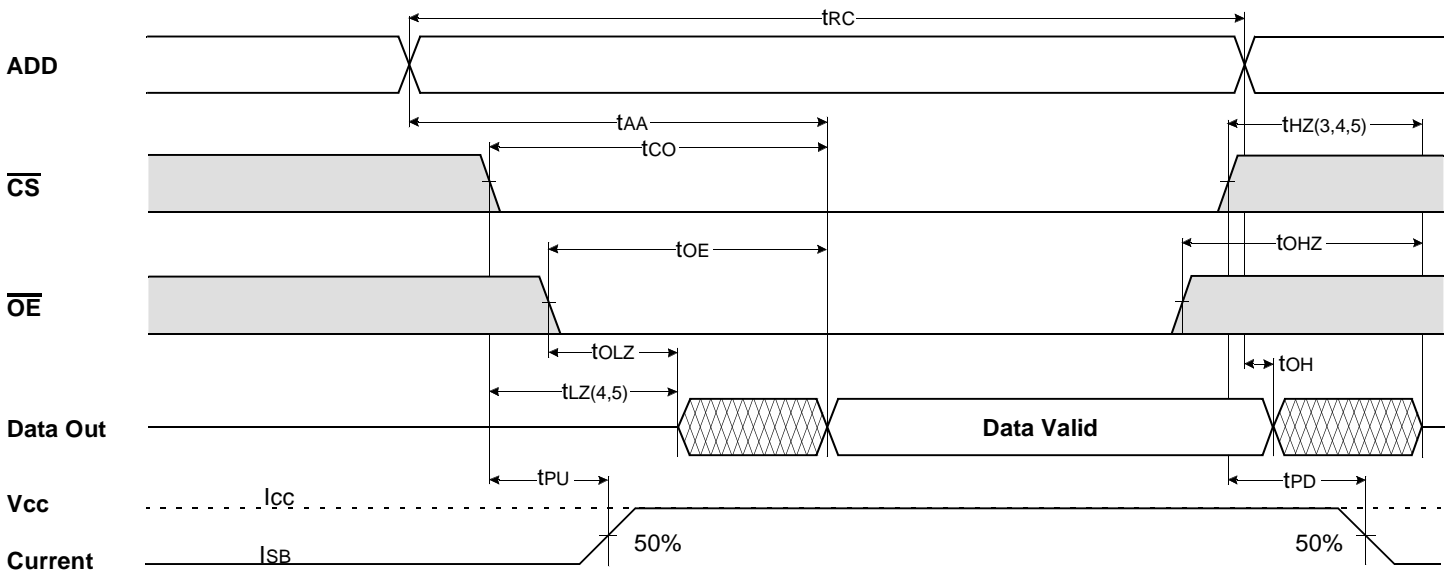 tRC
ADD
tAA
tHZ(3,4,5)
tCO
CS
tOE
tOHZ
OE
tOLZ
tOH
tLZ(4,5)
Data Out
Data Valid
tPU
tPD
Vcc
ICC
50%
50%
Current
ISB